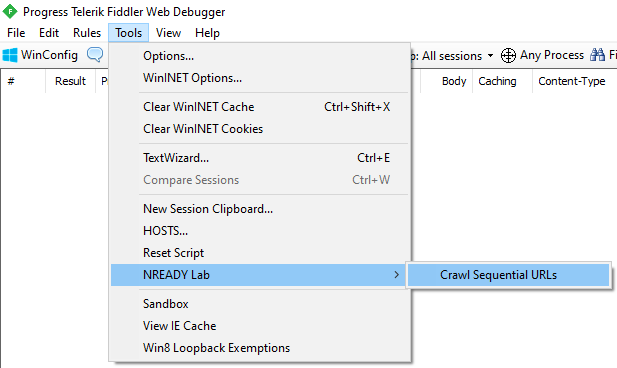 Progress Telerik Fiddler Web Debugger
File Edit Rules Tools View Help
WinConfig : All sessions Any Process Fi
# Result P Body Caching Content-Type
Options...
WinINET Options...
Clear WinINET Cache Ctrl+Shift+X
Clear WinINET Cookies
TextWizard... Ctrl+E
Compare Sessions Ctrl+W
New Session Clipboard...
HOSTS...
Reset Script
NREADY Lab > Crawl Sequential URLs
Sandbox
View IE Cache
Win8 Loopback Exemptions